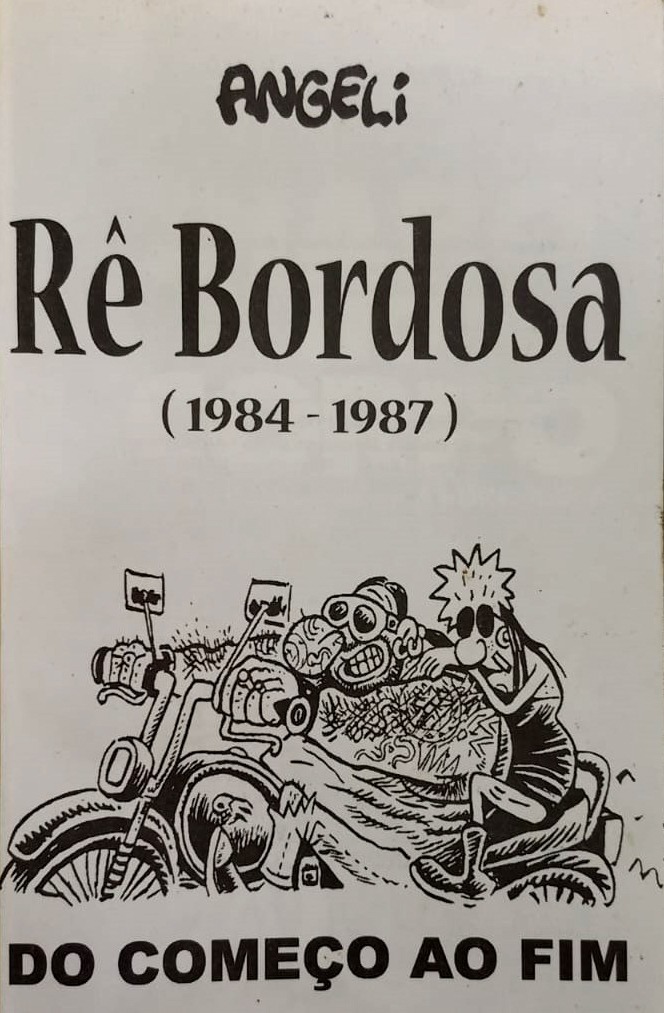 ANGELi
Rê Bordosa
(1984 - 1987)
DO COMEÇO AO FIM